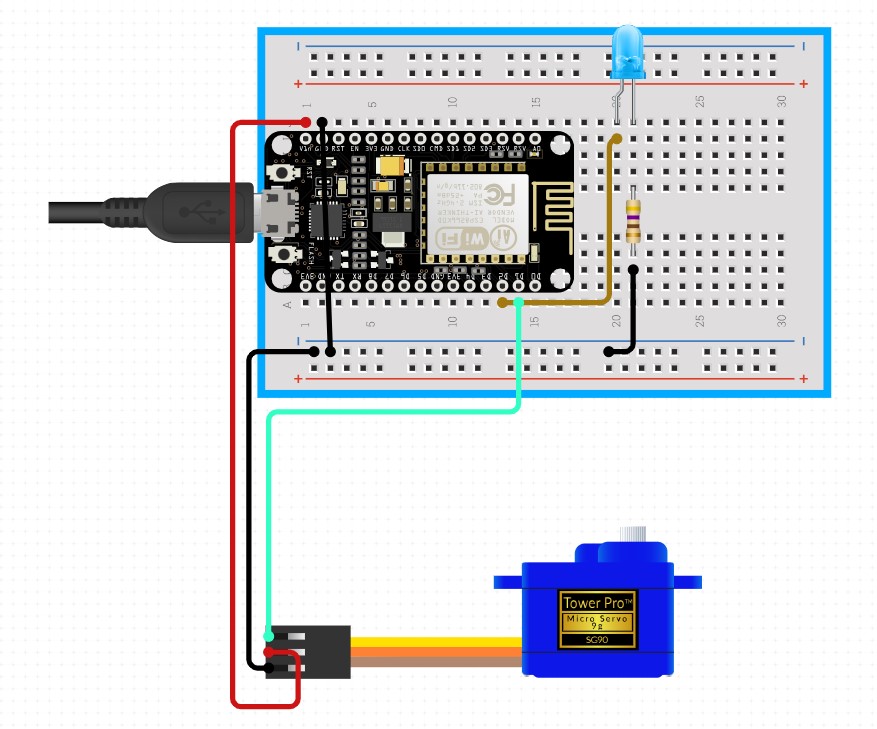 1 5 10 15 20 25 30
VIN GND RST EN 3V3 GND CLK SD0 CMD SD1 SD2 SD3 RSV RSV A0
RST
FLASH
WiFi
3V3 GND TX RX D8 D7 D6 D5 GND 3V3 D4 D3 D2 D1 D0
A
1 5 10 15 20 25 30
Tower Pro™
Micro Servo
9g
SG90